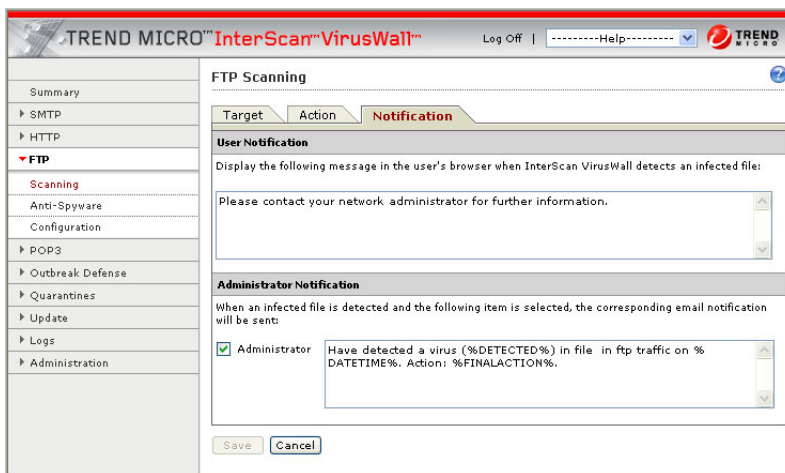 TREND MICRO™ InterScan™ VirusWall™
Log Off | ---------Help---------
TREND MICRO
Summary
SMTP
HTTP
FTP
Scanning
Anti-Spyware
Configuration
POP3
Outbreak Defense
Quarantines
Update
Logs
Administration
FTP Scanning
?
Target Action Notification
User Notification
Display the following message in the user's browser when InterScan VirusWall detects an infected file:
Please contact your network administrator for further information.
Administrator Notification
When an infected file is detected and the following item is selected, the corresponding email notification
will be sent:
Administrator
Have detected a virus (%DETECTED%) in file in ftp traffic on %
DATETIME%. Action: %FINALACTION%.
Save Cancel